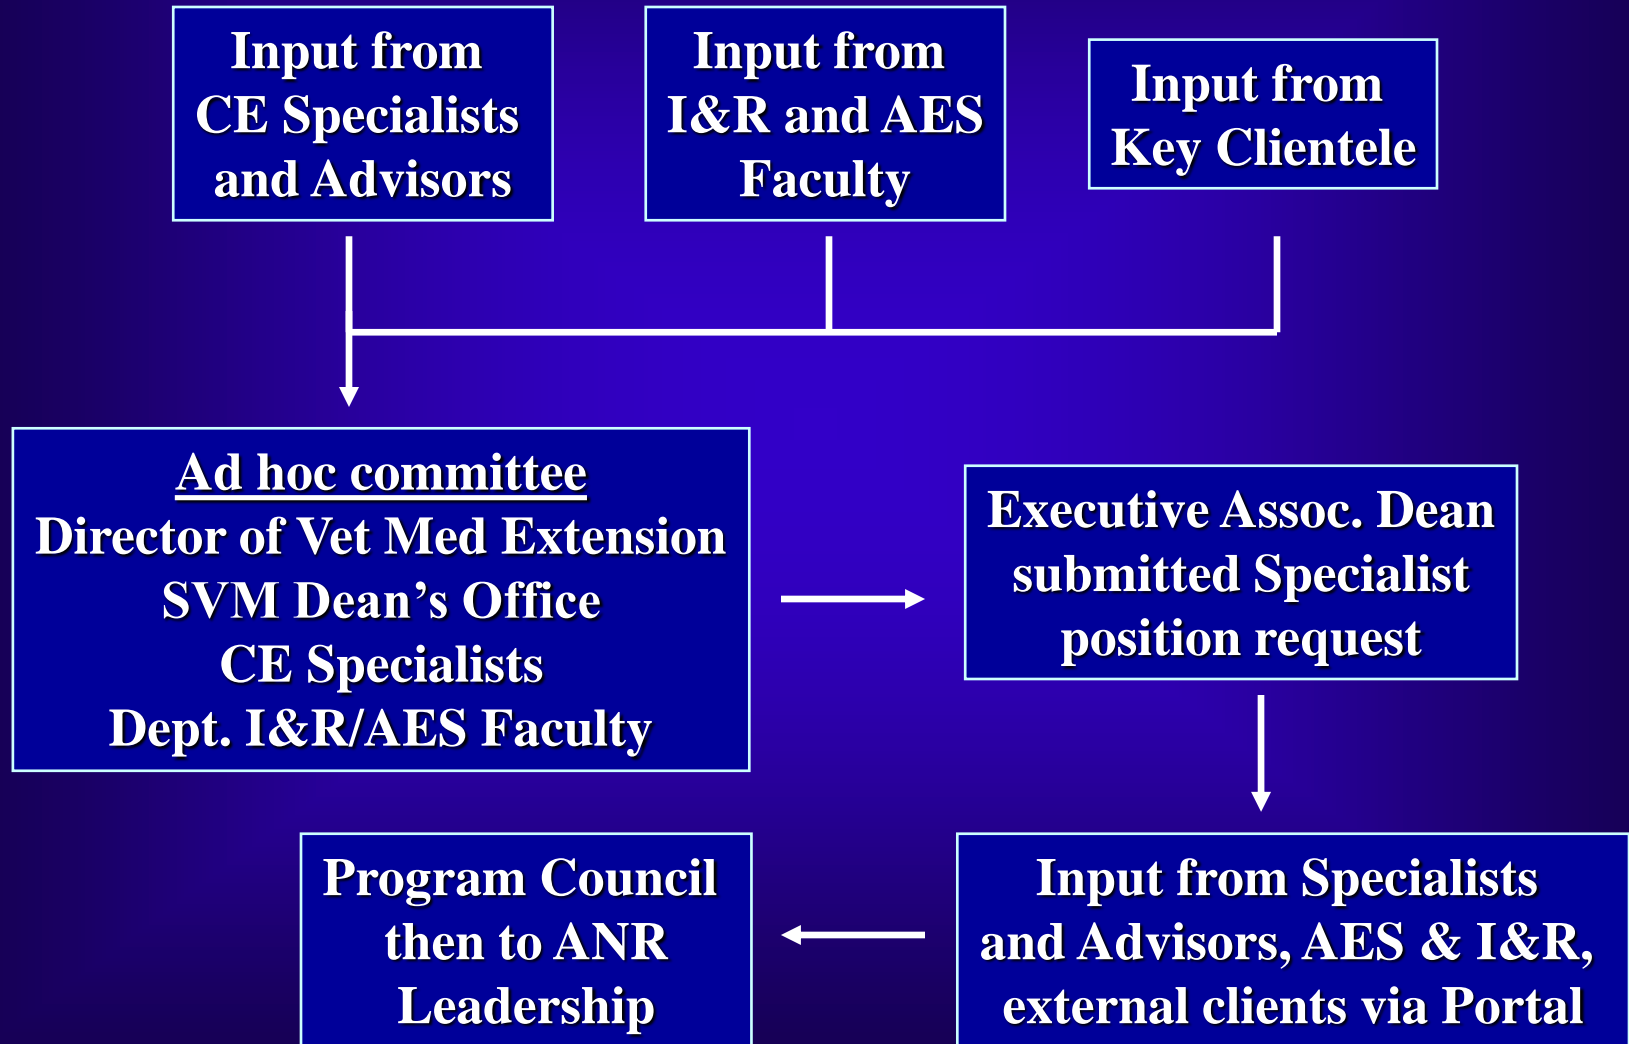 Input from
CE Specialists
and Advisors
Input from
I&R and AES
Faculty
Input from
Key Clientele
Ad hoc committee
Director of Vet Med Extension
SVM Dean’s Office
CE Specialists
Dept. I&R/AES Faculty
Executive Assoc. Dean
submitted Specialist
position request
Input from Specialists
and Advisors, AES & I&R,
external clients via Portal
Program Council
then to ANR
Leadership